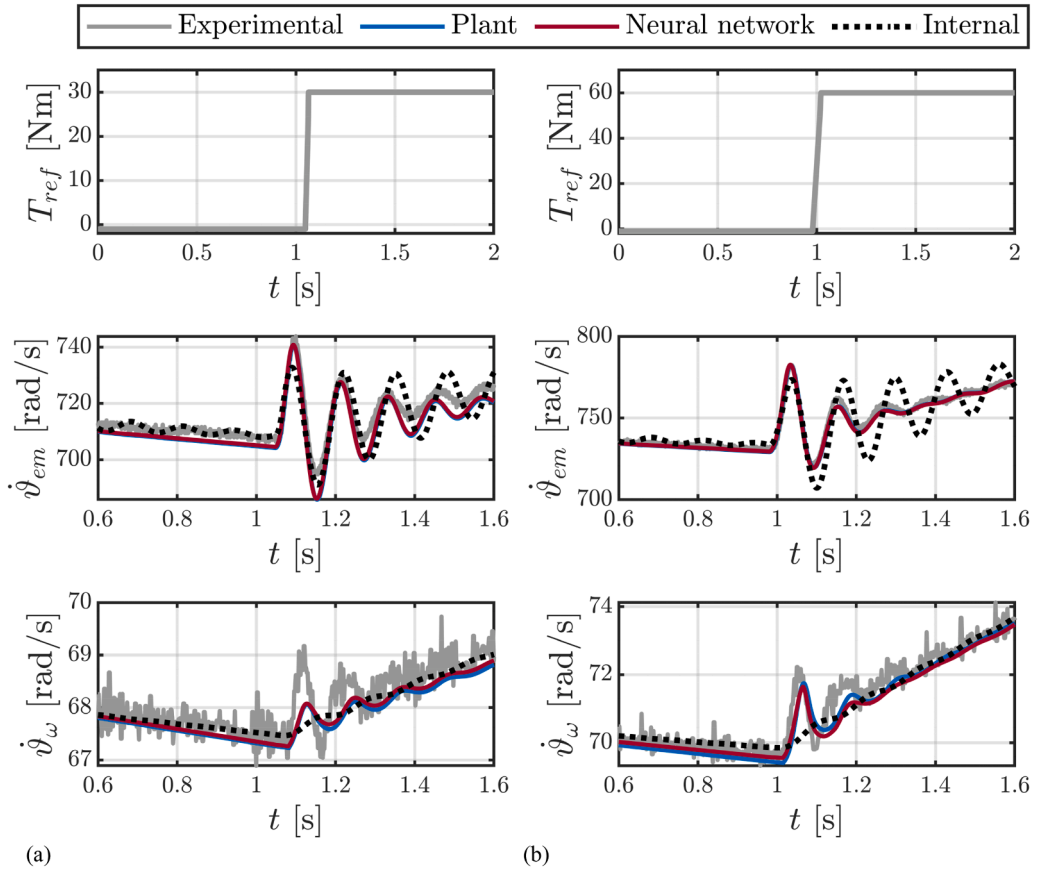 Experimental Plant Neural network Internal
T_ref [Nm]
30
20
10
0
0 0.5 1 1.5 2
t [s]
T_ref [Nm]
60
40
20
0
0 0.5 1 1.5 2
t [s]
ϑ̇_em [rad/s]
740
720
700
0.6 0.8 1 1.2 1.4 1.6
t [s]
ϑ̇_em [rad/s]
800
750
700
0.6 0.8 1 1.2 1.4 1.6
t [s]
ϑ̇_ω [rad/s]
70
69
68
67
0.6 0.8 1 1.2 1.4 1.6
t [s]
ϑ̇_ω [rad/s]
74
72
70
0.6 0.8 1 1.2 1.4 1.6
t [s]
(a) (b)